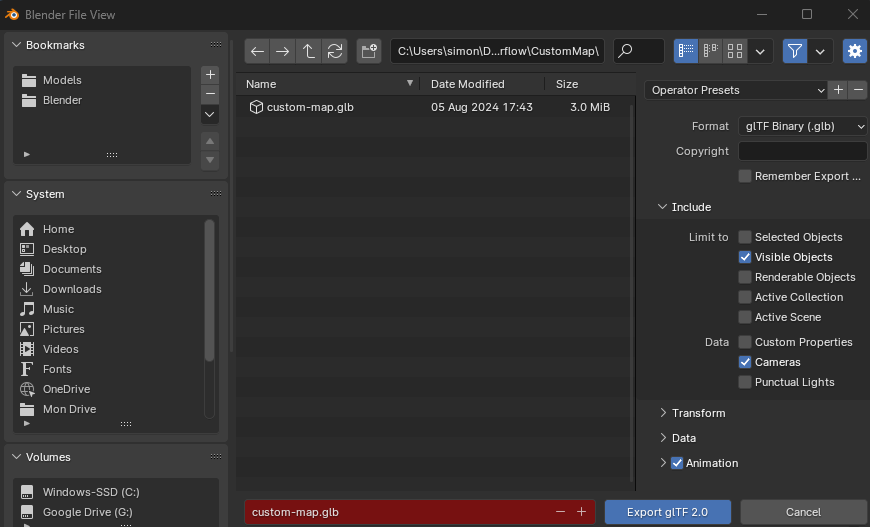 Blender File View
Bookmarks
Models
Blender
System
Home
Desktop
Documents
Downloads
Music
Pictures
Videos
Fonts
OneDrive
Mon Drive
Volumes
Windows-SSD (C:)
Google Drive (G:)
C:\Users\simon\D...rflow\CustomMap\
Name Date Modified Size
custom-map.glb 05 Aug 2024 17:43 3.0 MiB
custom-map.glb
Operator Presets
Format glTF Binary (.glb)
Copyright
Remember Export ...
Include
Limit to Selected Objects
Visible Objects
Renderable Objects
Active Collection
Active Scene
Data Custom Properties
Cameras
Punctual Lights
Transform
Data
Animation
Export glTF 2.0 Cancel